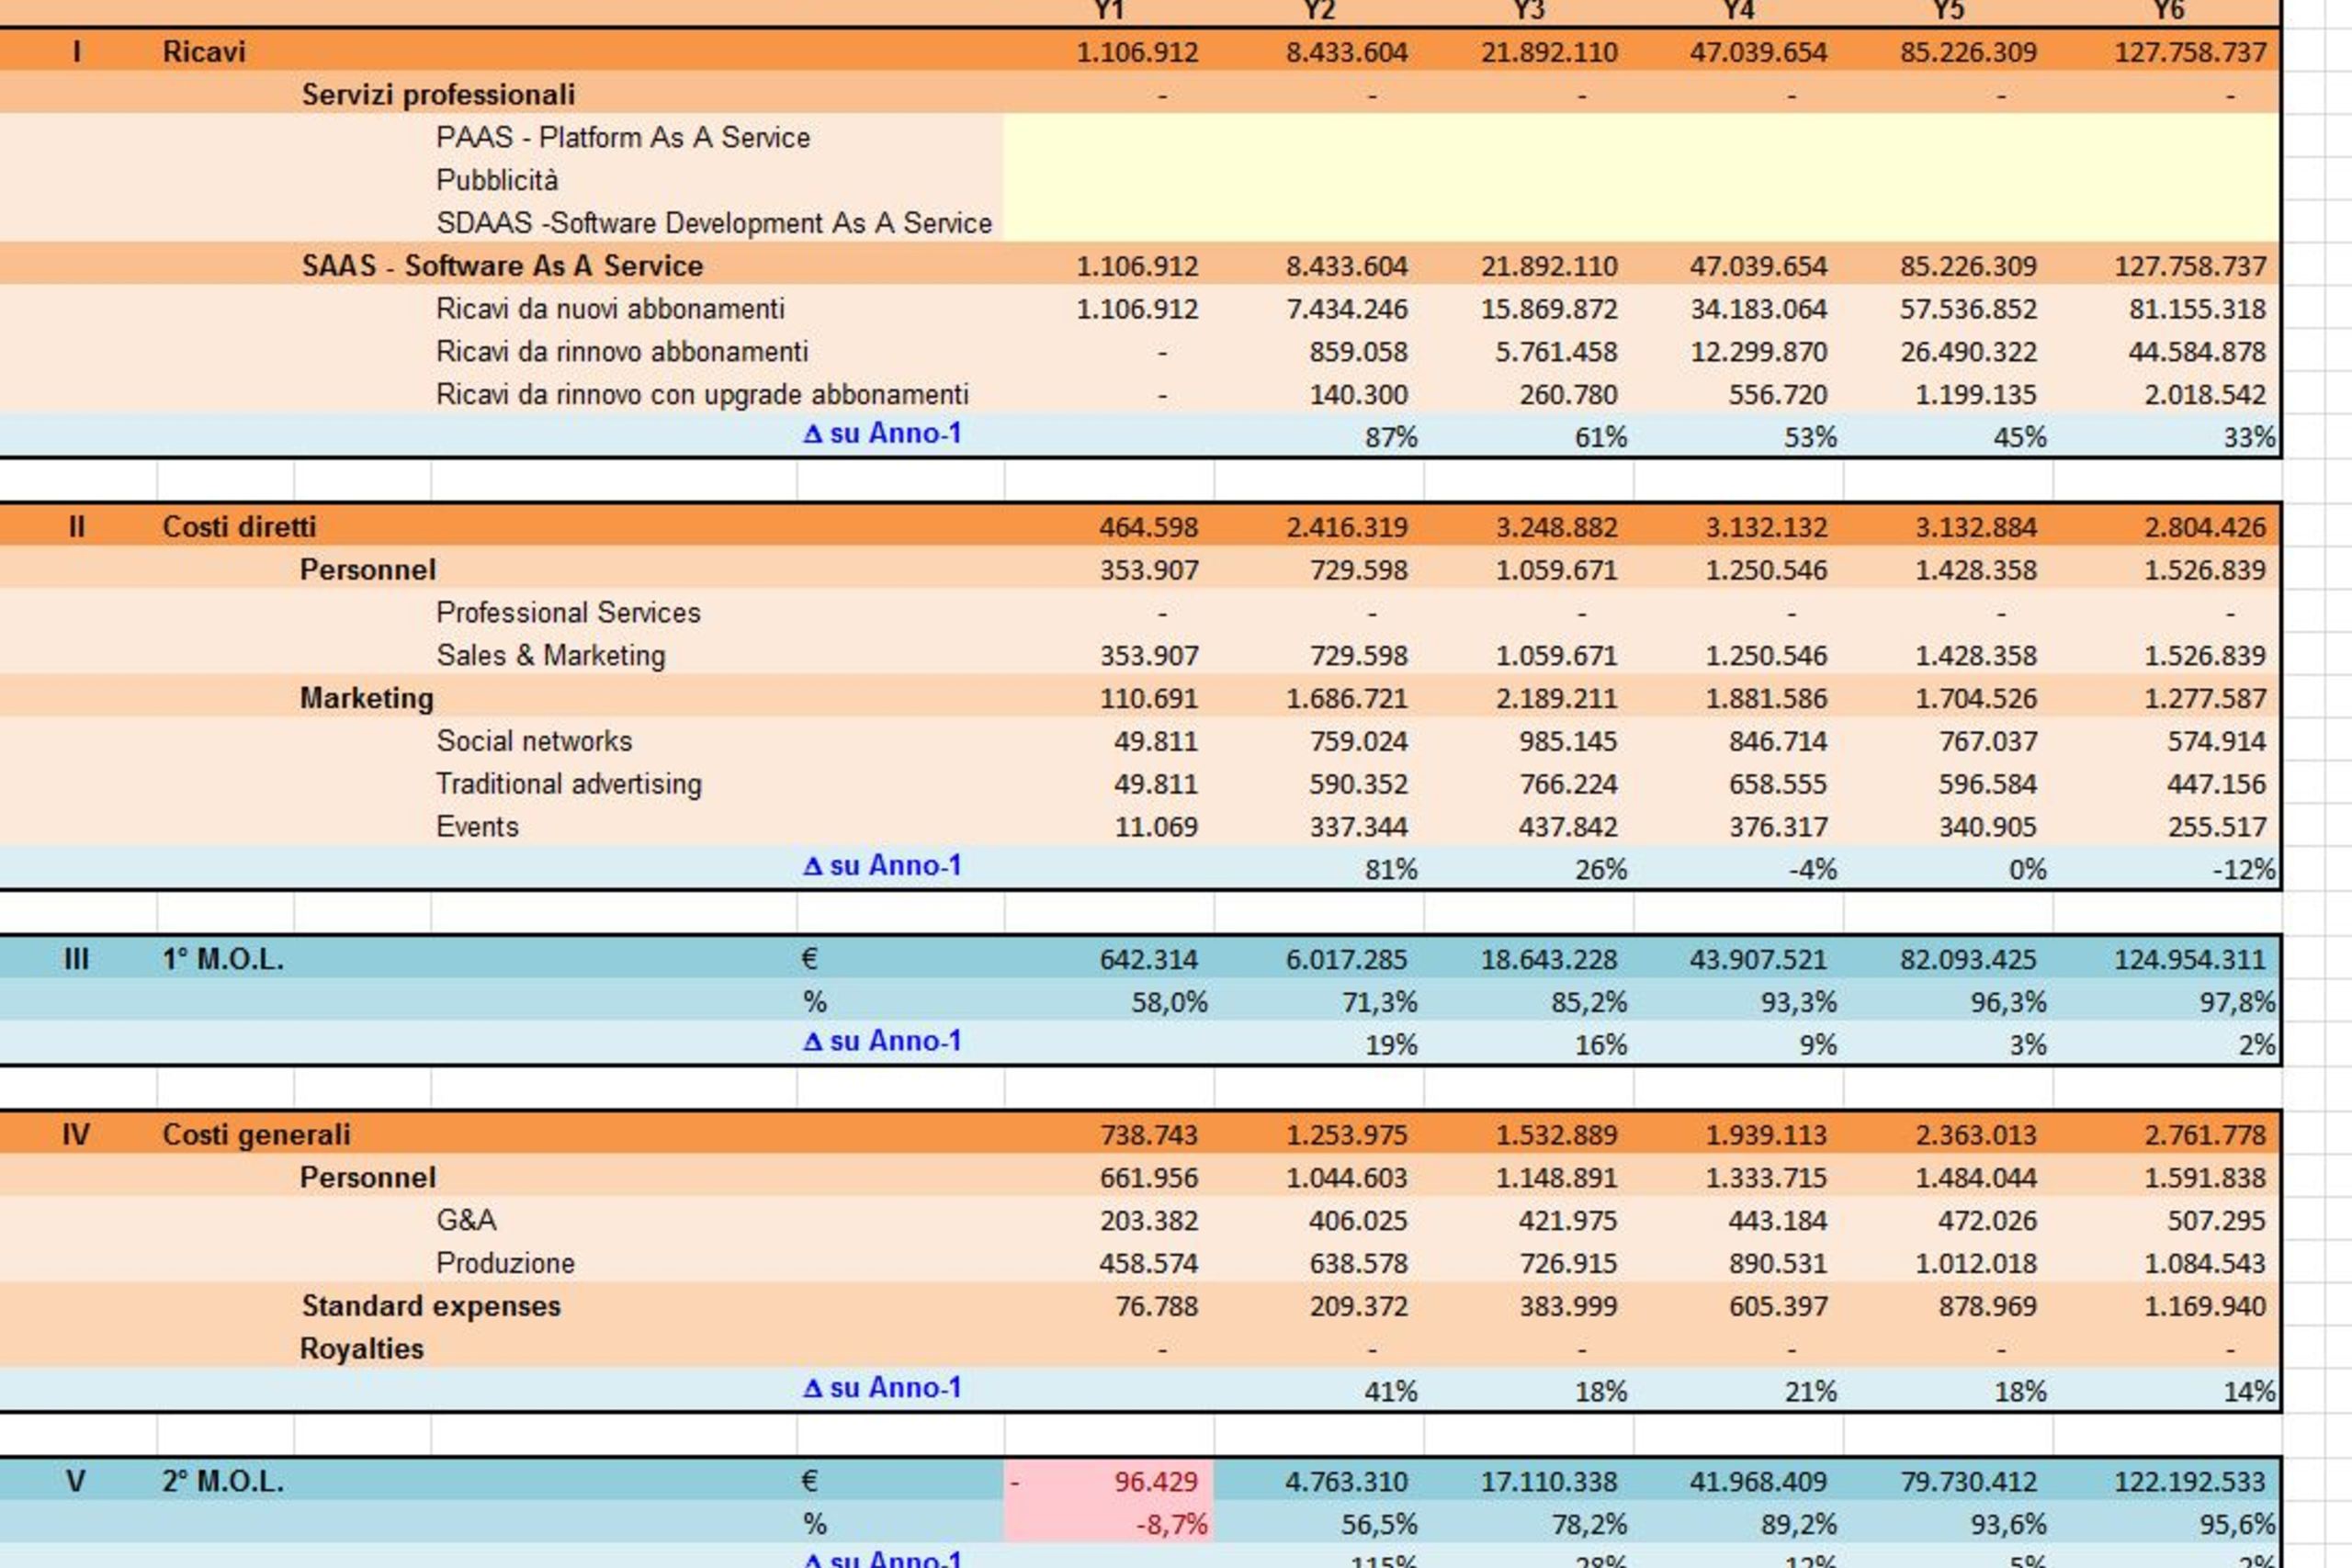 Y1 Y2 Y3 Y4 Y5 Y6
I Ricavi 1.106.912 8.433.604 21.892.110 47.039.654 85.226.309 127.758.737
Servizi professionali - - - - - -
PAAS - Platform As A Service
Pubblicità
SDAAS -Software Development As A Service
SAAS - Software As A Service 1.106.912 8.433.604 21.892.110 47.039.654 85.226.309 127.758.737
Ricavi da nuovi abbonamenti 1.106.912 7.434.246 15.869.872 34.183.064 57.536.852 81.155.318
Ricavi da rinnovo abbonamenti - 859.058 5.761.458 12.299.870 26.490.322 44.584.878
Ricavi da rinnovo con upgrade abbonamenti - 140.300 260.780 556.720 1.199.135 2.018.542
Δ su Anno-1 87% 61% 53% 45% 33%
II Costi diretti 464.598 2.416.319 3.248.882 3.132.132 3.132.884 2.804.426
Personnel 353.907 729.598 1.059.671 1.250.546 1.428.358 1.526.839
Professional Services - - - - - -
Sales & Marketing 353.907 729.598 1.059.671 1.250.546 1.428.358 1.526.839
Marketing 110.691 1.686.721 2.189.211 1.881.586 1.704.526 1.277.587
Social networks 49.811 759.024 985.145 846.714 767.037 574.914
Traditional advertising 49.811 590.352 766.224 658.555 596.584 447.156
Events 11.069 337.344 437.842 376.317 340.905 255.517
Δ su Anno-1 81% 26% -4% 0% -12%
III 1° M.O.L. € 642.314 6.017.285 18.643.228 43.907.521 82.093.425 124.954.311
% 58,0% 71,3% 85,2% 93,3% 96,3% 97,8%
Δ su Anno-1 19% 16% 9% 3% 2%
IV Costi generali 738.743 1.253.975 1.532.889 1.939.113 2.363.013 2.761.778
Personnel 661.956 1.044.603 1.148.891 1.333.715 1.484.044 1.591.838
G&A 203.382 406.025 421.975 443.184 472.026 507.295
Produzione 458.574 638.578 726.915 890.531 1.012.018 1.084.543
Standard expenses 76.788 209.372 383.999 605.397 878.969 1.169.940
Royalties - - - - - -
Δ su Anno-1 41% 18% 21% 18% 14%
V 2° M.O.L. € - 96.429 4.763.310 17.110.338 41.968.409 79.730.412 122.192.533
% -8,7% 56,5% 78,2% 89,2% 93,6% 95,6%
Δ su Anno-1 115% 28% 12% 5% 2%